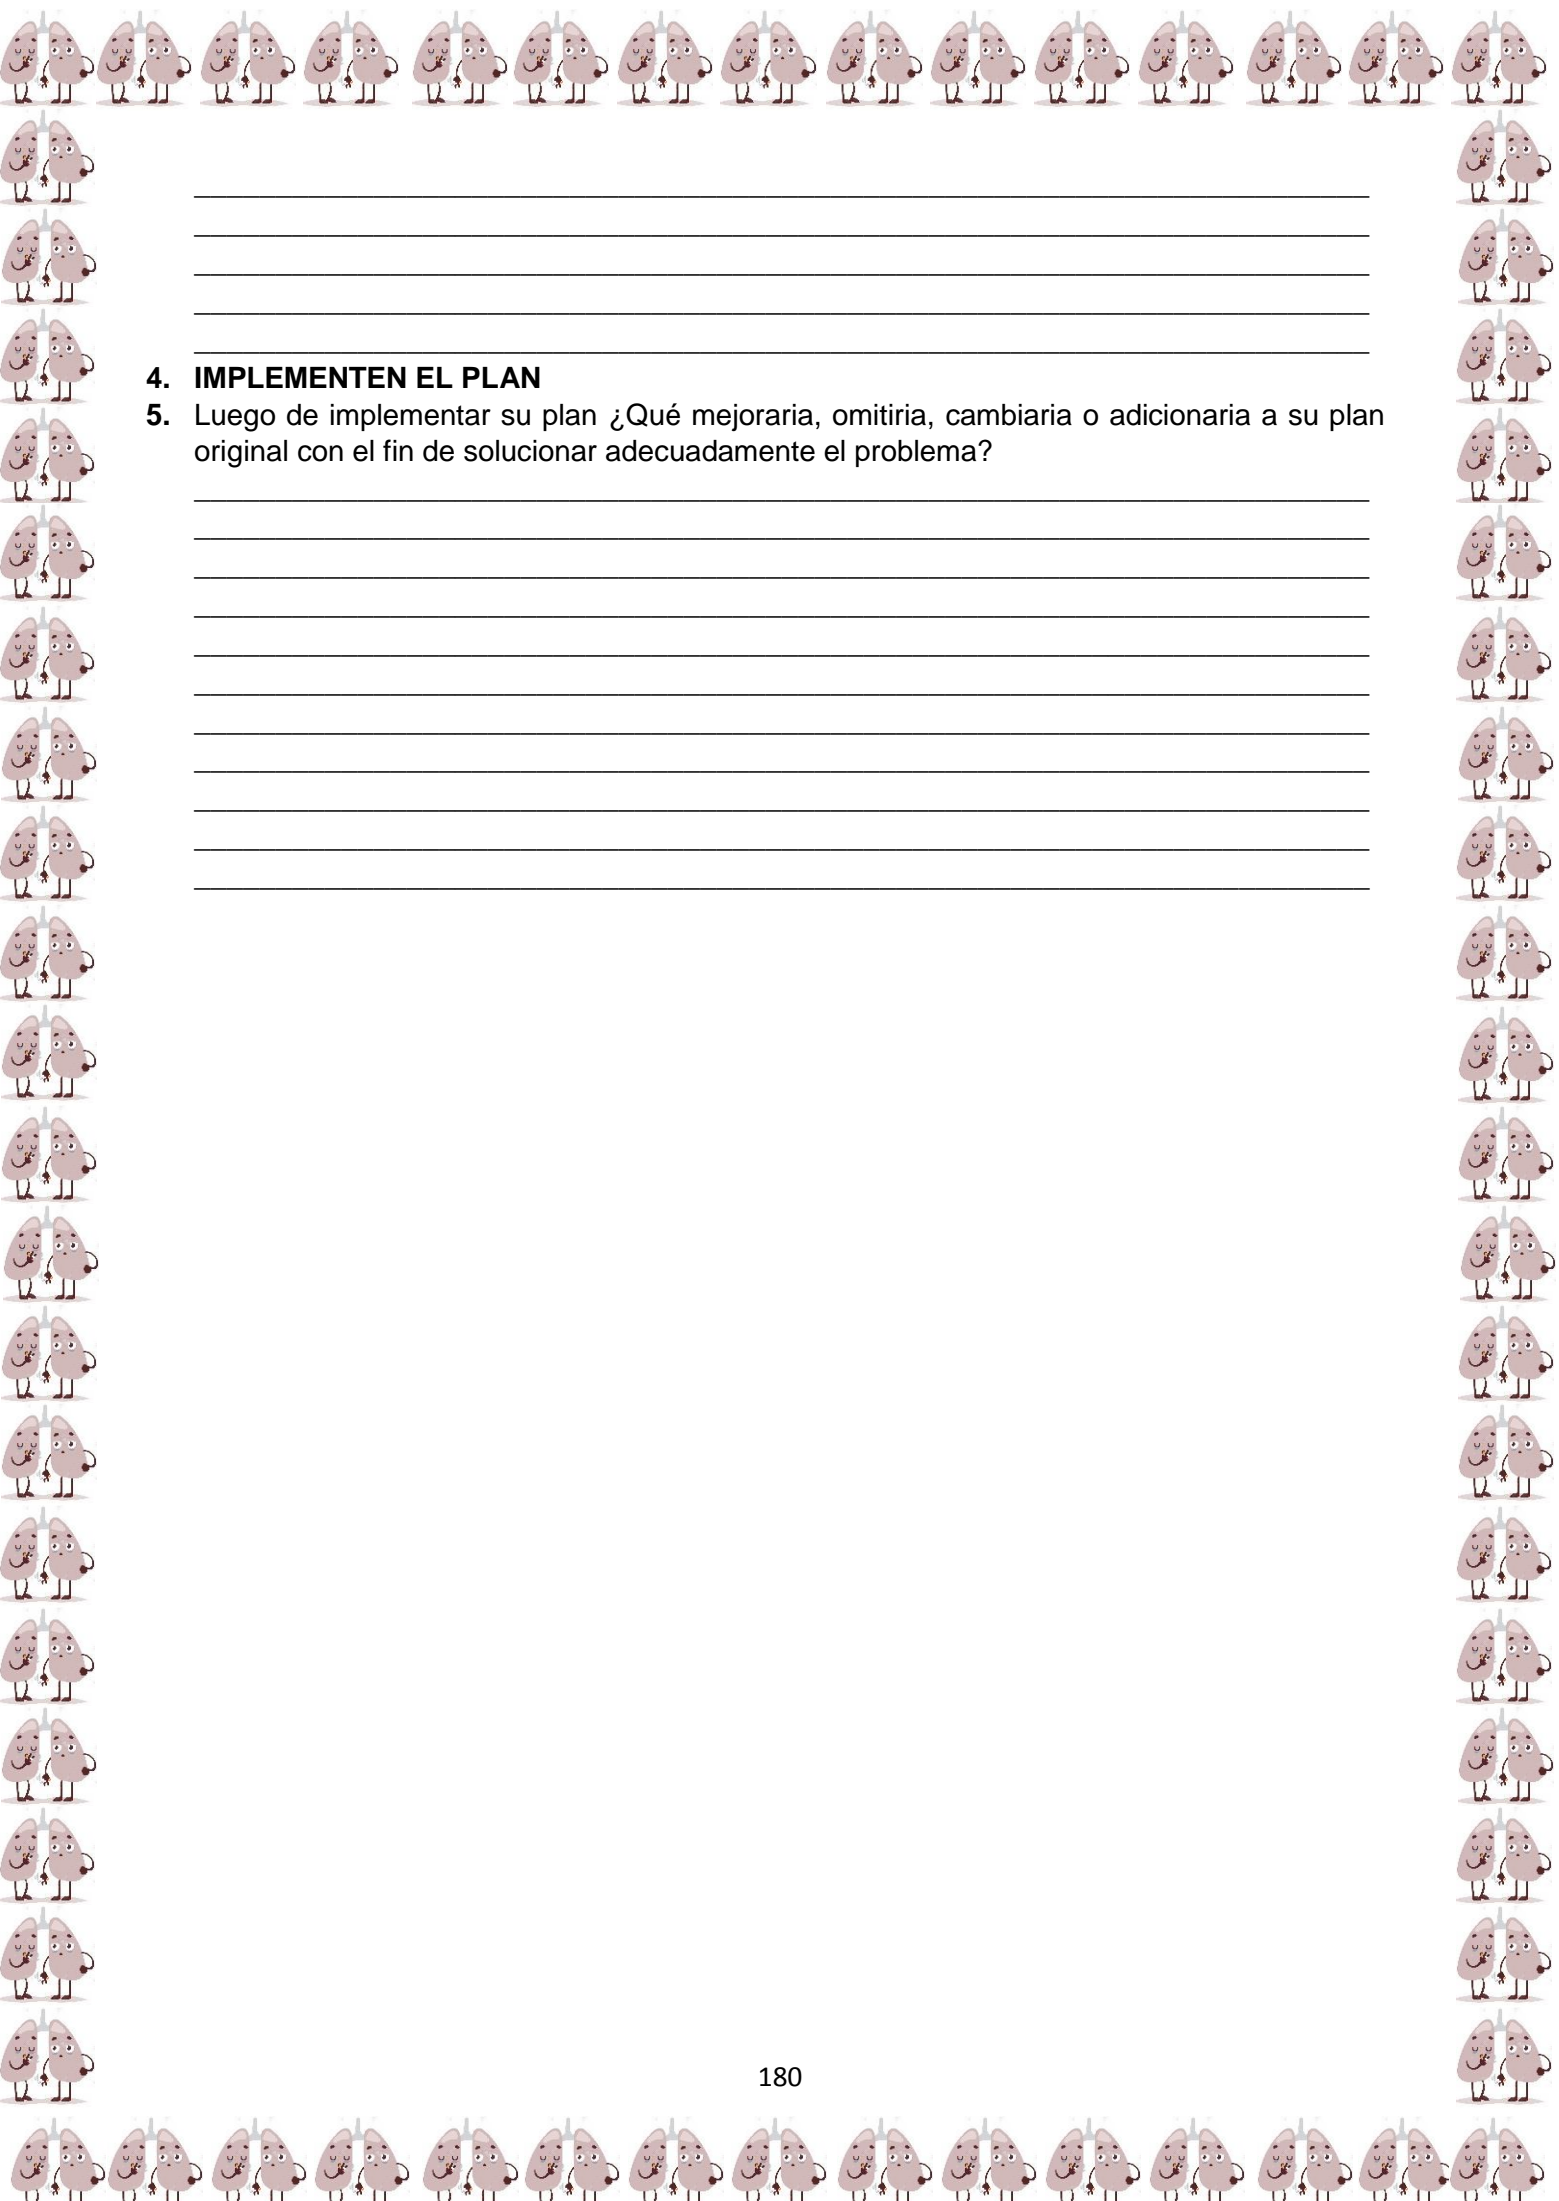 4. IMPLEMENTEN EL PLAN
5. Luego de implementar su plan ¿Qué mejoraria, omitiria, cambiaria o adicionaria a su plan
original con el fin de solucionar adecuadamente el problema?
180